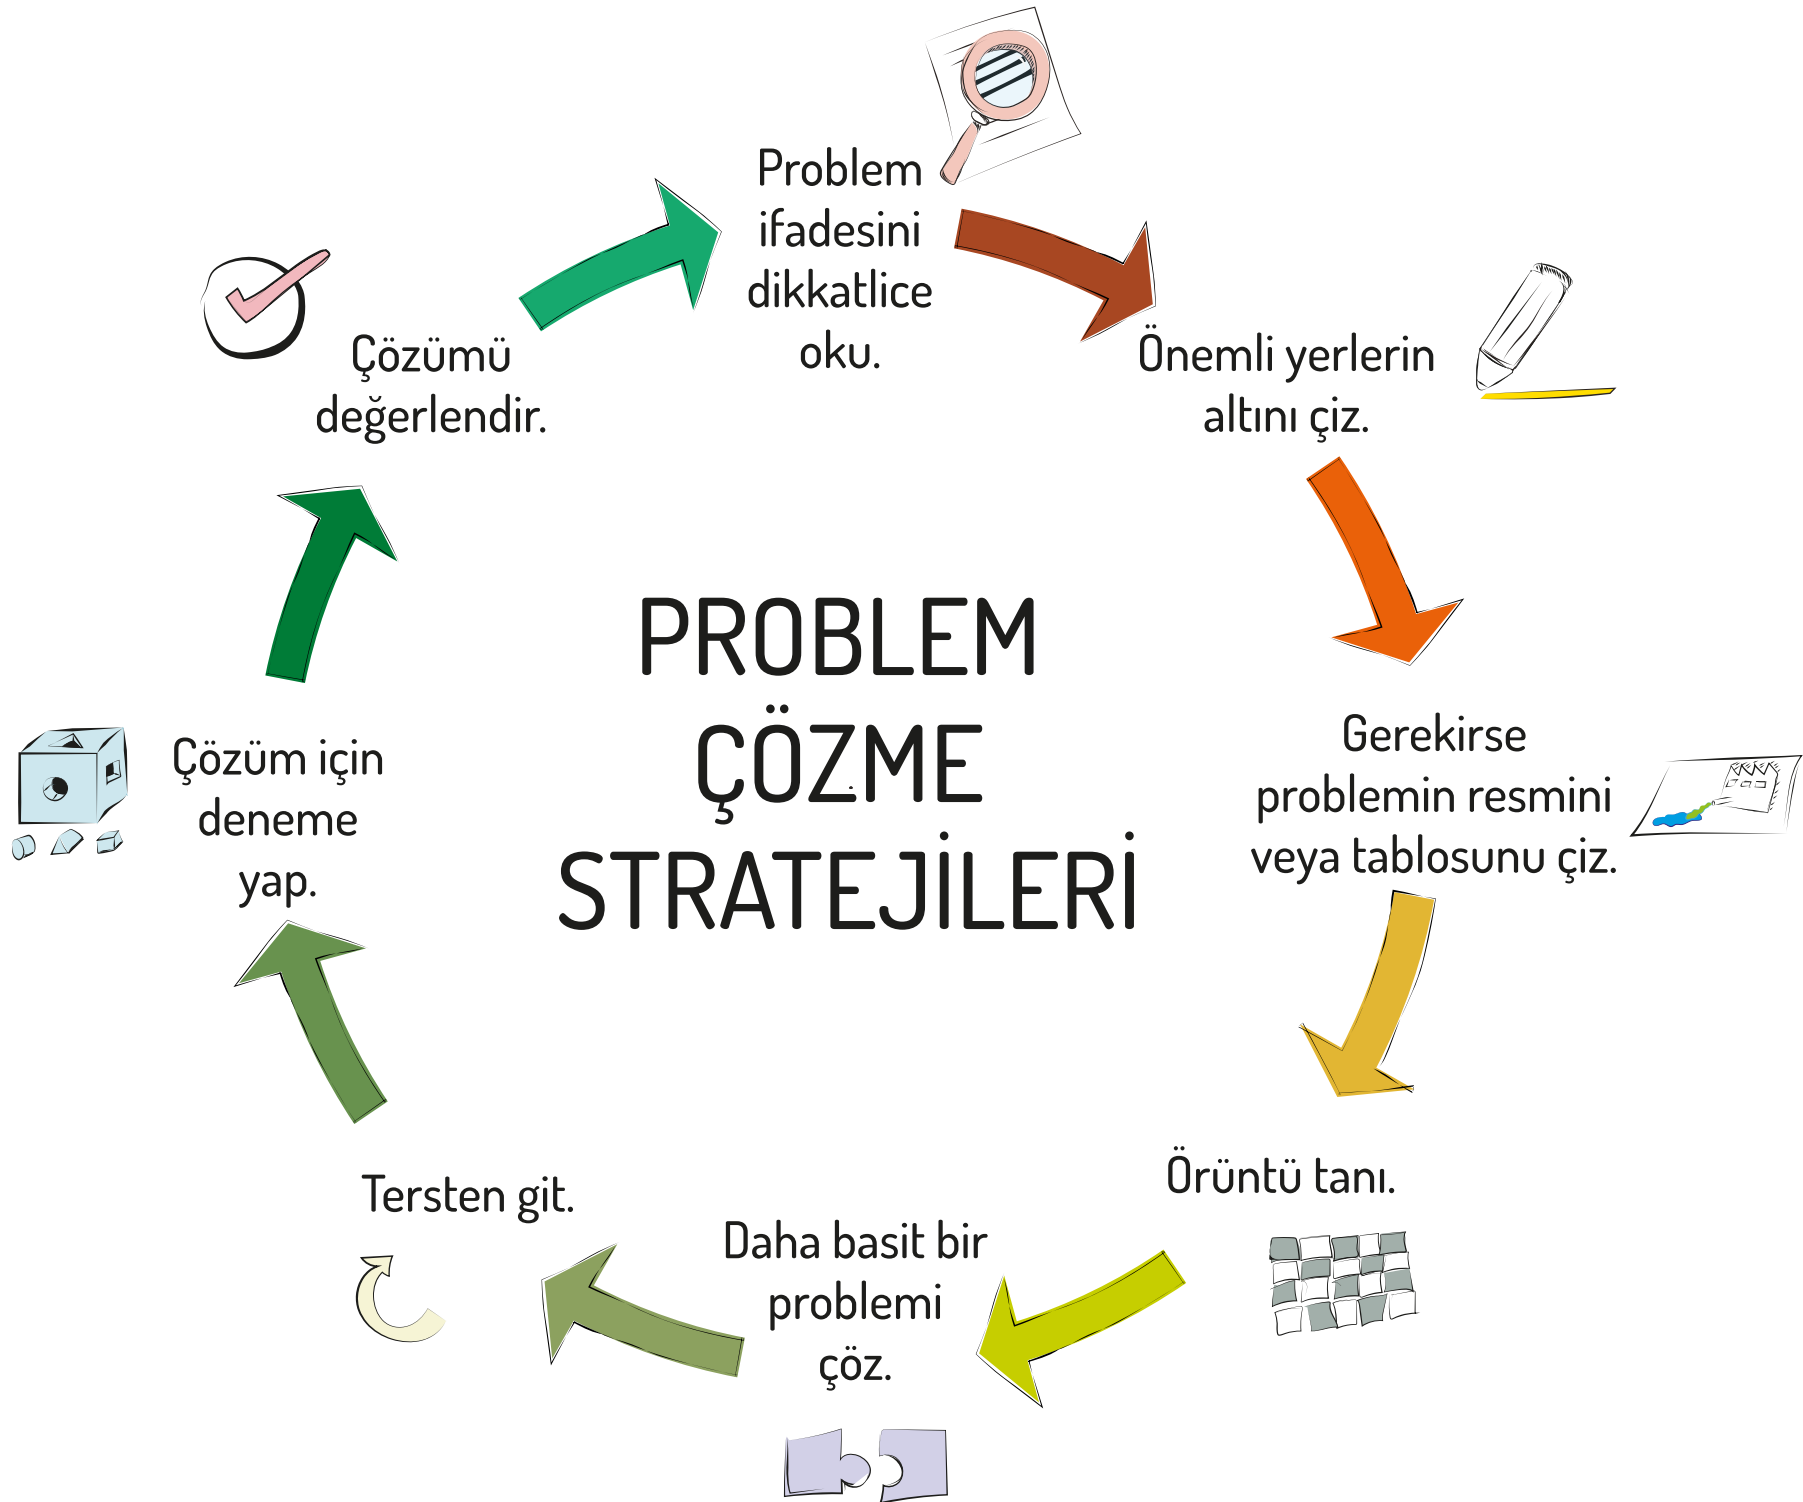 Problem
ifadesini
dikkatlice
oku.
Önemli yerlerin
altını çiz.
Gerekirse
problemin resmini
veya tablosunu çiz.
Örüntü tanı.
Daha basit bir
problemi
çöz.
Tersten git.
Çözüm için
deneme
yap.
Çözümü
değerlendir.
PROBLEM
ÇÖZME
STRATEJİLERİ